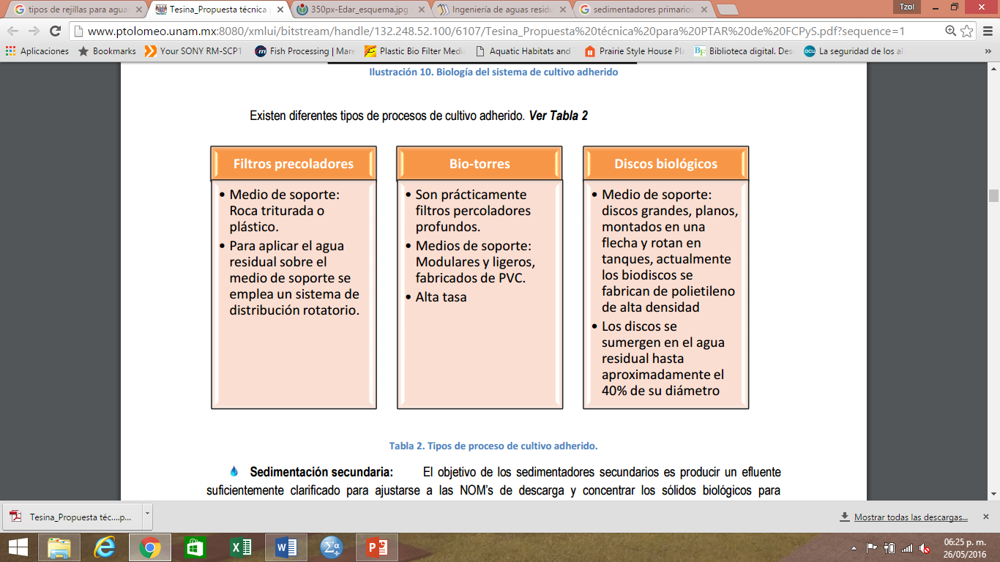 tipos de rejillas para agua
Tesina_Propuesta técnica
350px-Edar_esquema.jpg
Ingeniería de aguas residu
sedimentadores primarios
Tzol
www.ptolomeo.unam.mx:8080/xmlui/bitstream/handle/132.248.52.100/6107/Tesina_Propuesta%20técnica%20para%20PTAR%20de%20FCPyS.pdf?sequence=1
Aplicaciones
Bookmarks
Your SONY RM-SCP1
Fish Processing | Mare
Plastic Bio Filter Media
Aquatic Habitats and
Prairie Style House Pla
BF
Biblioteca digital. Des
ocu
La seguridad de los al
»
Ilustración 10. Biología del sistema de cultivo adherido
Existen diferentes tipos de procesos de cultivo adherido. Ver Tabla 2
Filtros precoladores
• Medio de soporte:
Roca triturada o
plástico.
• Para aplicar el agua
residual sobre el
medio de soporte se
emplea un sistema de
distribución rotatorio.
Bio-torres
• Son prácticamente
filtros percoladores
profundos.
• Medios de soporte:
Modulares y ligeros,
fabricados de PVC.
• Alta tasa
Discos biológicos
• Medio de soporte:
discos grandes, planos,
montados en una
flecha y rotan en
tanques, actualmente
los biodiscos se
fabrican de polietileno
de alta densidad
• Los discos se
sumergen en el agua
residual hasta
aproximadamente el
40% de su diámetro
Tabla 2. Tipos de proceso de cultivo adherido.
Sedimentación secundaria: El objetivo de los sedimentadores secundarios es producir un efluente
suficientemente clarificado para ajustarse a las NOM's de descarga y concentrar los sólidos biológicos para
Tesina_Propuesta téc....p...
Mostrar todas las descargas...
06:25 p. m.
26/05/2016